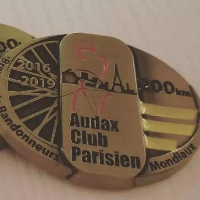 2016
2019
200km
Audax
Club
Parisien
Randonneurs
Mondiaux